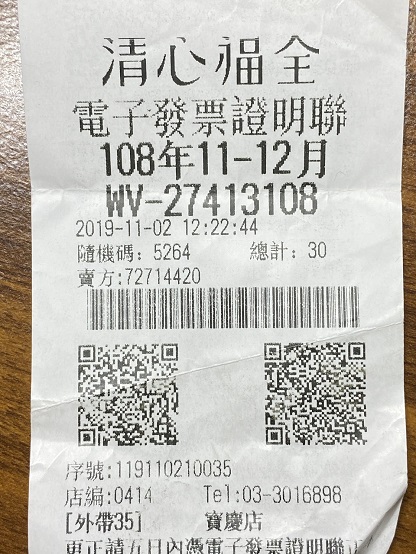 清心福全
電子發票證明聯
108年11-12月
WV-27413108
2019-11-02 12:22:44
隨機碼: 5264 總計: 30
賣方:72714420
序號:119110210035
店編:0414 Tel:03-3016898
[外帶35] 寶慶店
更正請五日內憑電子發票證明聯正